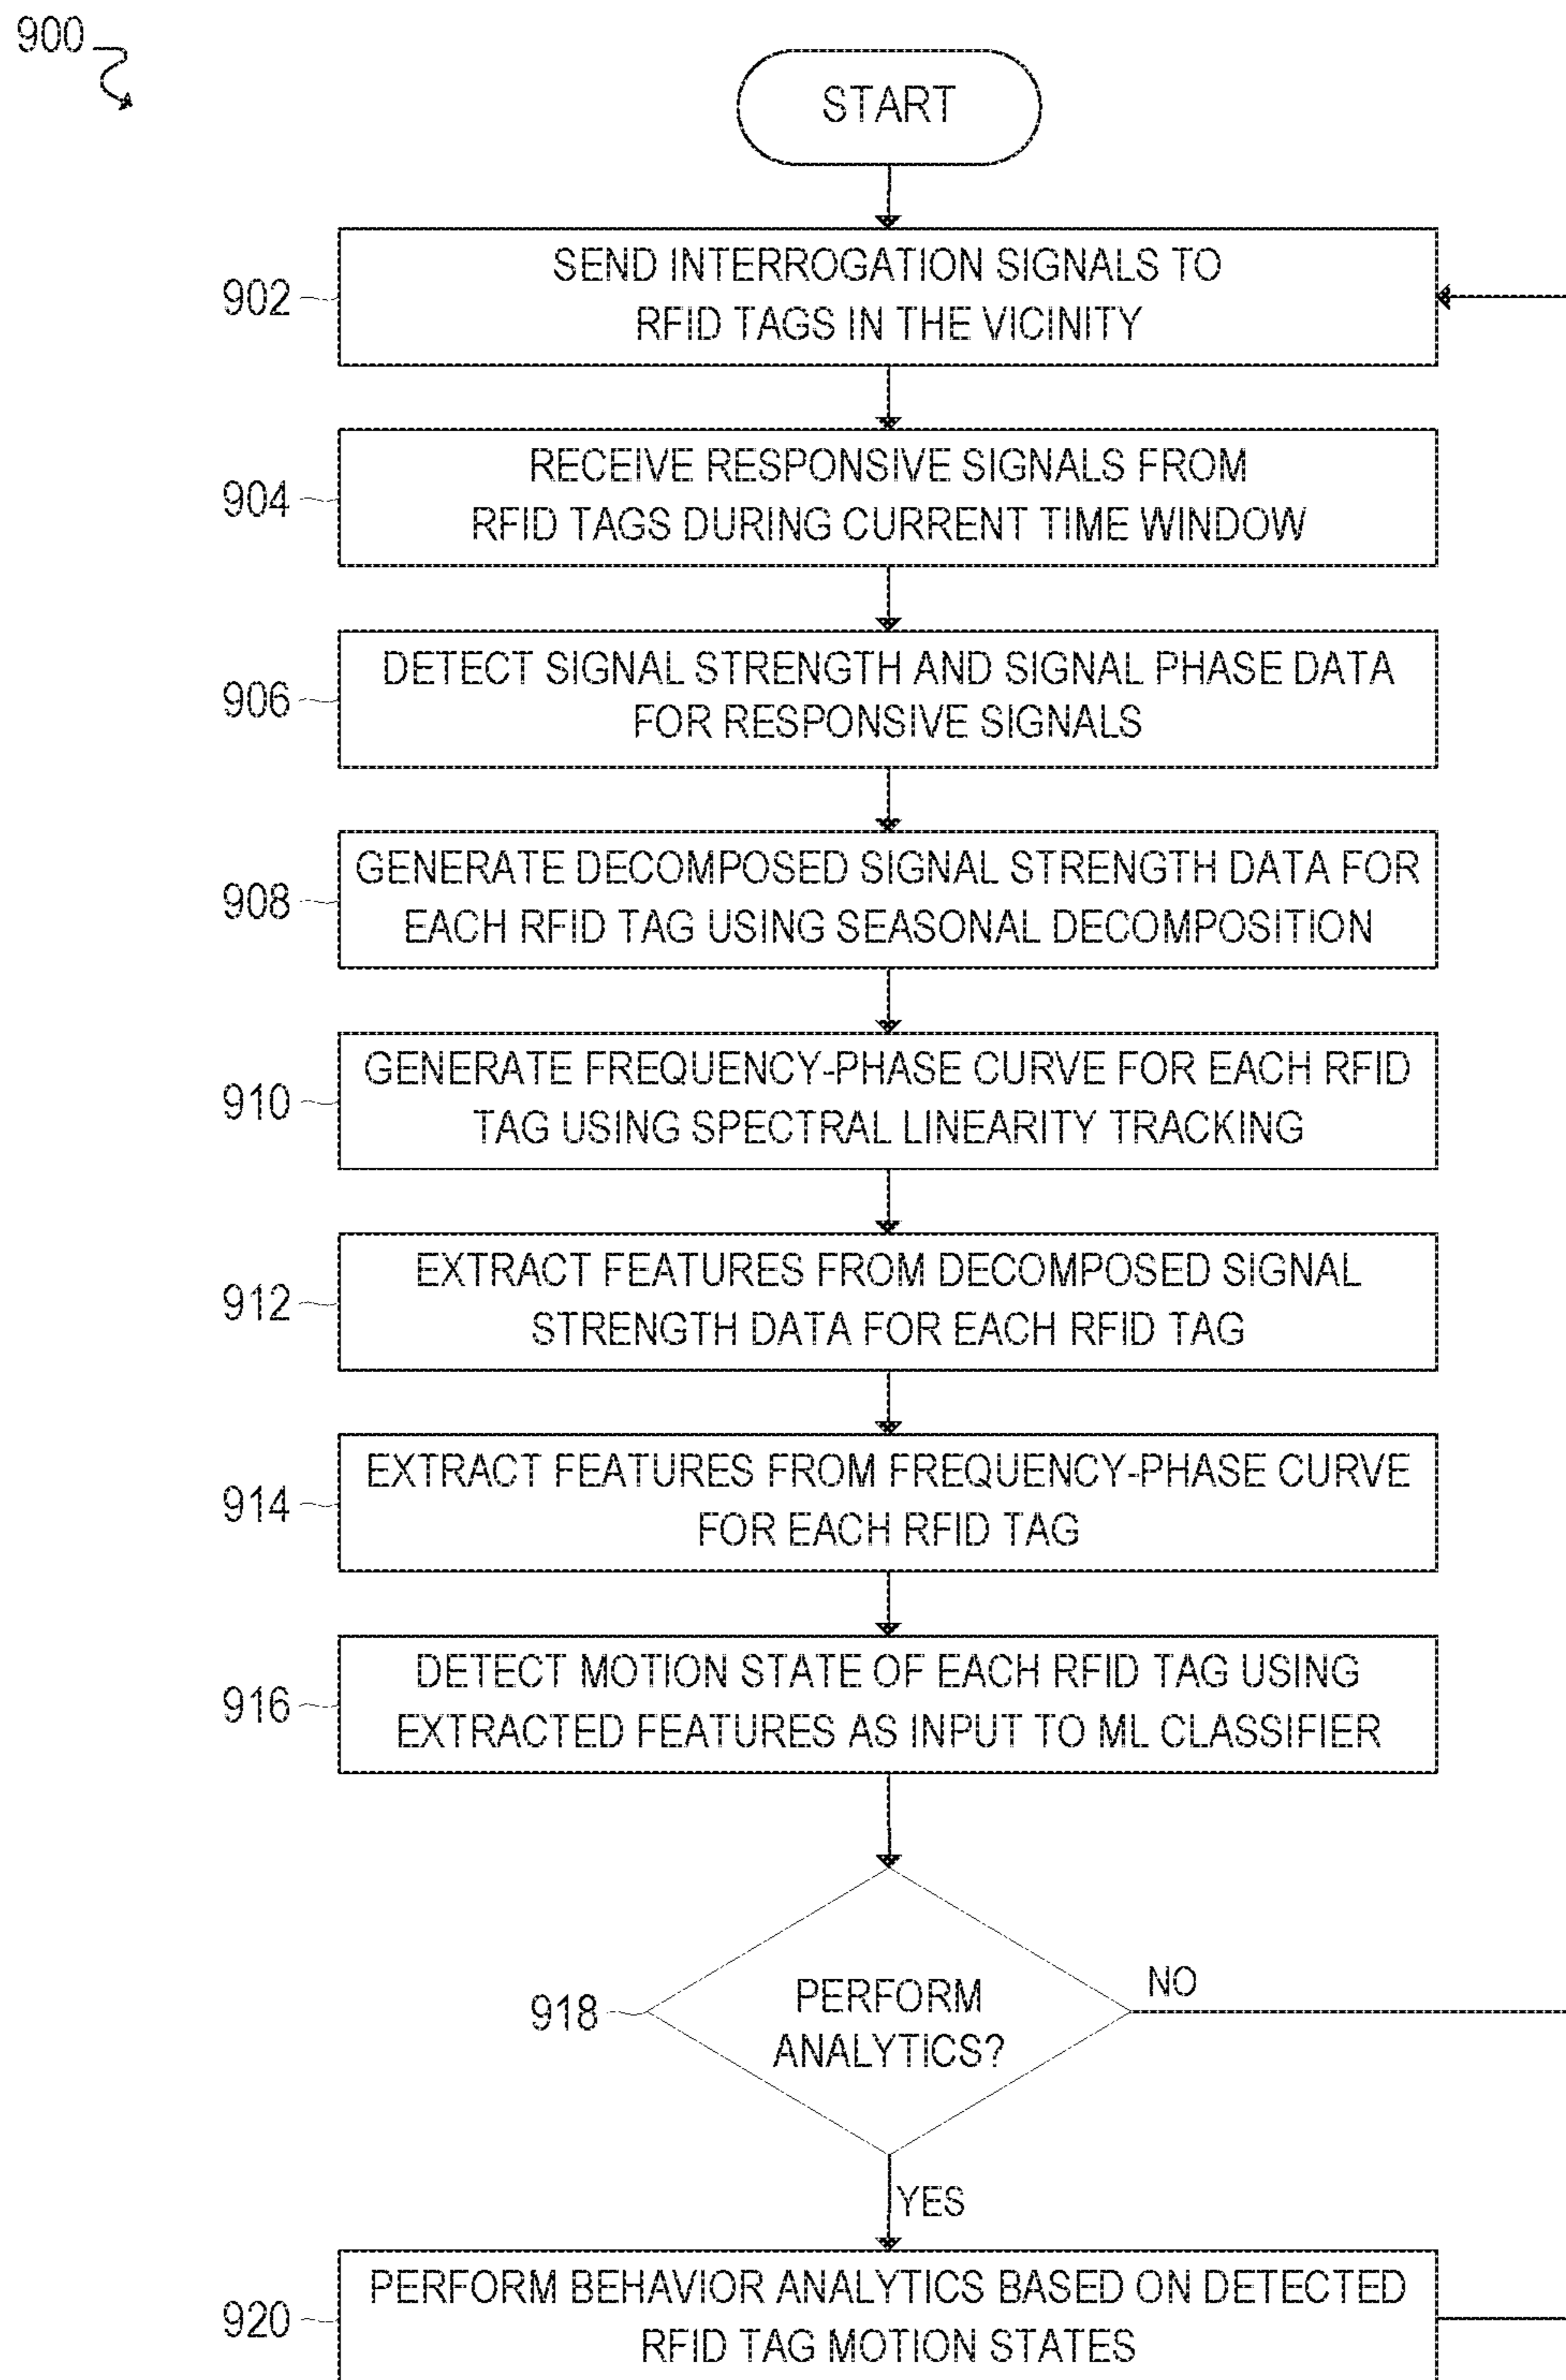 900
START
902
SEND INTERROGATION SIGNALS TO
RFID TAGS IN THE VICINITY
904
RECEIVE RESPONSIVE SIGNALS FROM
RFID TAGS DURING CURRENT TIME WINDOW
906
DETECT SIGNAL STRENGTH AND SIGNAL PHASE DATA
FOR RESPONSIVE SIGNALS
908
GENERATE DECOMPOSED SIGNAL STRENGTH DATA FOR
EACH RFID TAG USING SEASONAL DECOMPOSITION
910
GENERATE FREQUENCY-PHASE CURVE FOR EACH RFID
TAG USING SPECTRAL LINEARITY TRACKING
912
EXTRACT FEATURES FROM DECOMPOSED SIGNAL
STRENGTH DATA FOR EACH RFID TAG
914
EXTRACT FEATURES FROM FREQUENCY-PHASE CURVE
FOR EACH RFID TAG
916
DETECT MOTION STATE OF EACH RFID TAG USING
EXTRACTED FEATURES AS INPUT TO ML CLASSIFIER
918
PERFORM
ANALYTICS?
NO
YES
920
PERFORM BEHAVIOR ANALYTICS BASED ON DETECTED
RFID TAG MOTION STATES